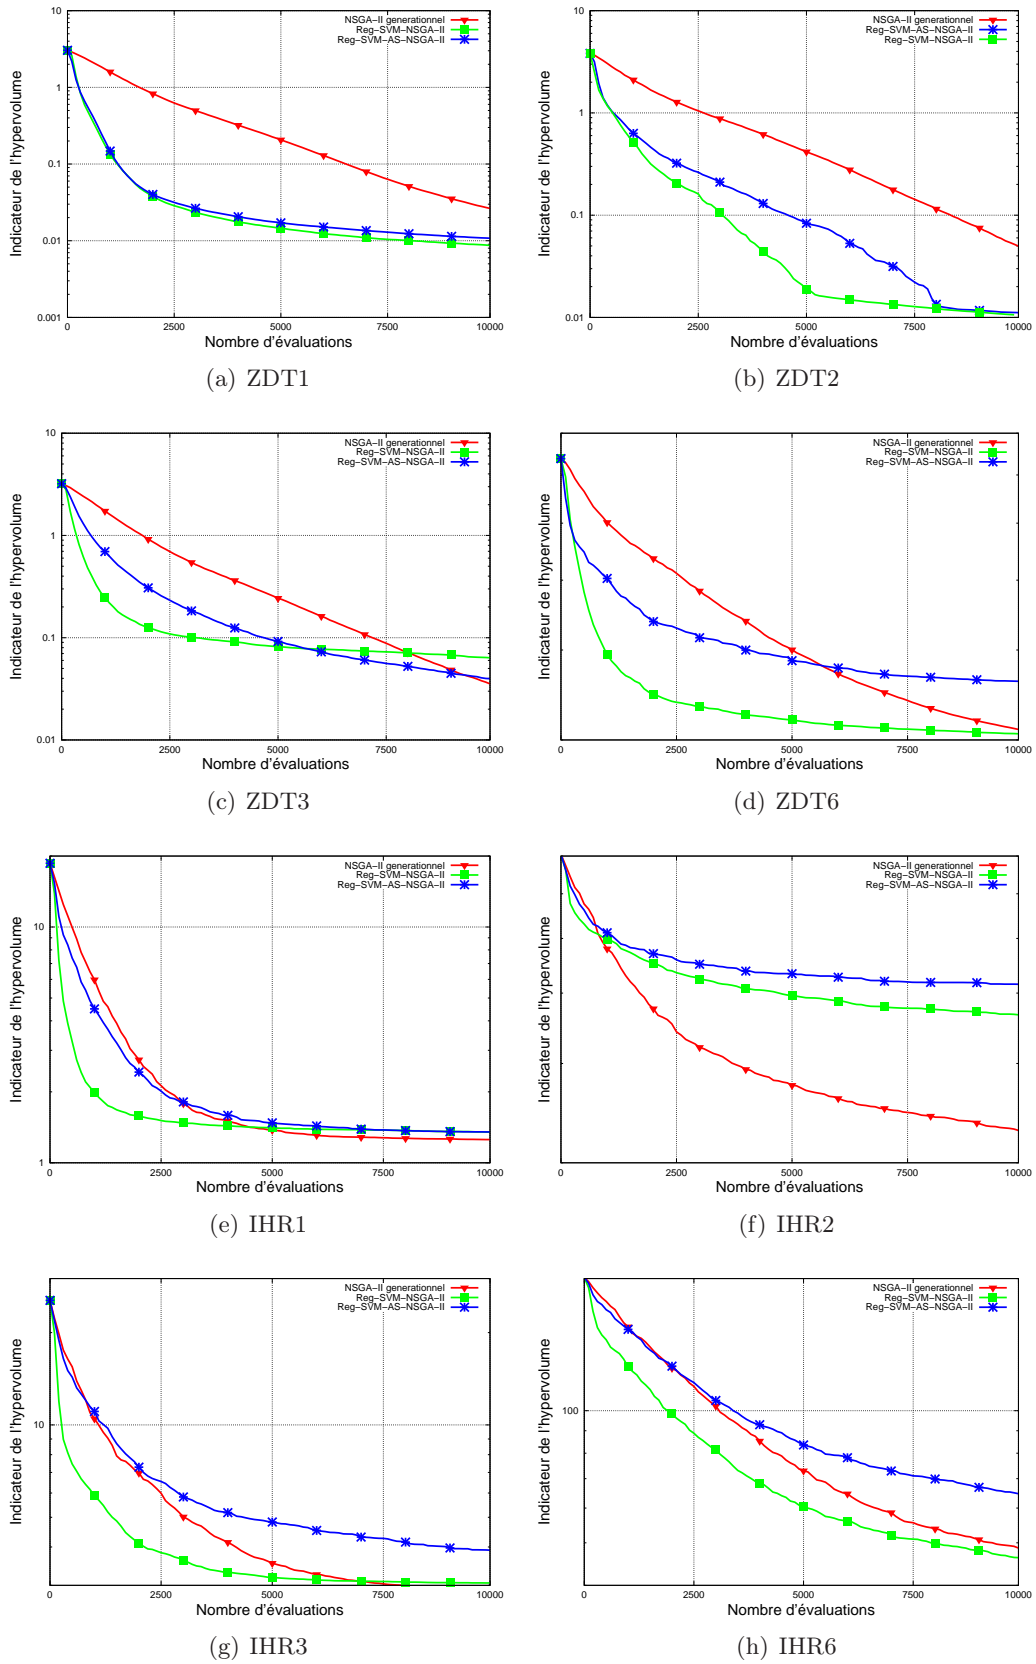 10
1
0.1
0.01
0.001
0
2500
5000
7500
10000
Indicateur de l'hypervolume
Nombre d'évaluations
NSGA-II generationnel
Reg-SVM-NSGA-II
Reg-SVM-AS-NSGA-II
(a) ZDT1
10
1
0.1
0.01
0
2500
5000
7500
10000
Indicateur de l'hypervolume
Nombre d'évaluations
NSGA-II generationnel
Reg-SVM-AS-NSGA-II
Reg-SVM-NSGA-II
(b) ZDT2
10
1
0.1
0.01
0
2500
5000
7500
10000
Indicateur de l'hypervolume
Nombre d'évaluations
NSGA-II generationnel
Reg-SVM-NSGA-II
Reg-SVM-AS-NSGA-II
(c) ZDT3
0
2500
5000
7500
10000
Indicateur de l'hypervolume
Nombre d'évaluations
NSGA-II generationnel
Reg-SVM-NSGA-II
Reg-SVM-AS-NSGA-II
(d) ZDT6
10
1
0
2500
5000
7500
10000
Indicateur de l'hypervolume
Nombre d'évaluations
NSGA-II generationnel
Reg-SVM-NSGA-II
Reg-SVM-AS-NSGA-II
(e) IHR1
0
2500
5000
7500
10000
Indicateur de l'hypervolume
Nombre d'évaluations
NSGA-II generationnel
Reg-SVM-NSGA-II
Reg-SVM-AS-NSGA-II
(f) IHR2
10
0
2500
5000
7500
10000
Indicateur de l'hypervolume
Nombre d'évaluations
NSGA-II generationnel
Reg-SVM-NSGA-II
Reg-SVM-AS-NSGA-II
(g) IHR3
100
0
2500
5000
7500
10000
Indicateur de l'hypervolume
Nombre d'évaluations
NSGA-II generationnel
Reg-SVM-NSGA-II
Reg-SVM-AS-NSGA-II
(h) IHR6